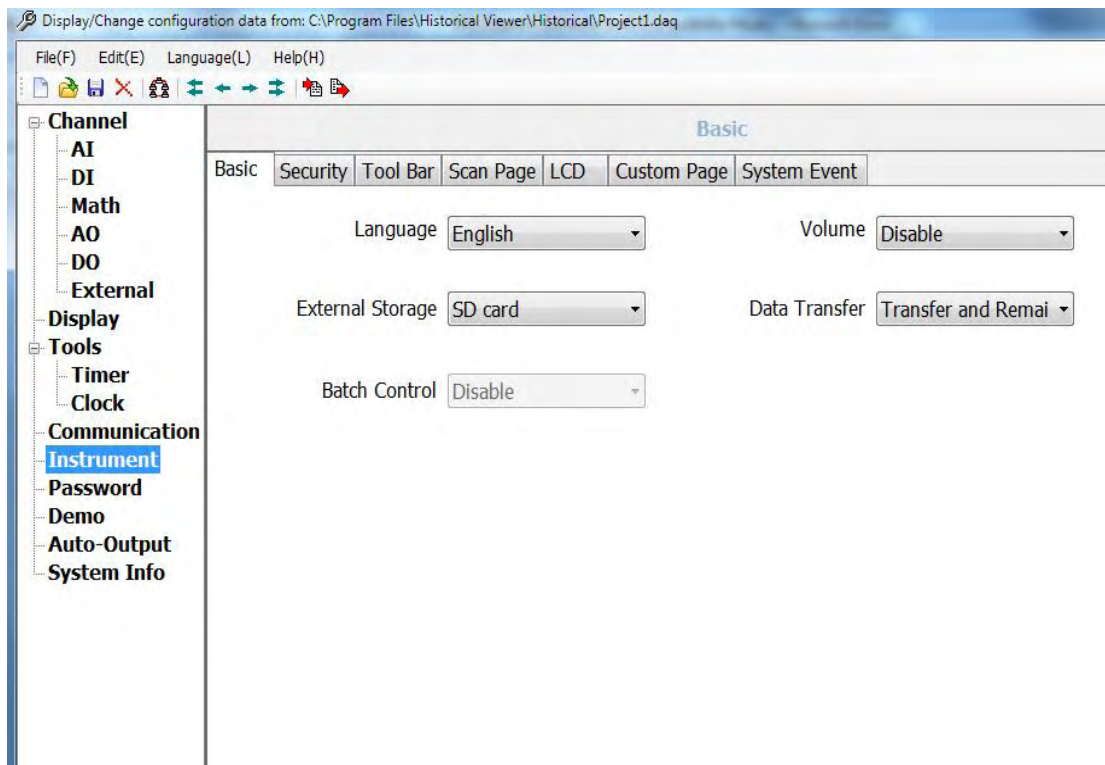 Display/Change configuration data from: C:\Program Files\Historical Viewer\Historical\Project1.daq
File(F) Edit(E) Language(L) Help(H)
Channel
AI
DI
Math
AO
DO
External
Display
Tools
Timer
Clock
Communication
Instrument
Password
Demo
Auto-Output
System Info
Basic
Basic Security Tool Bar Scan Page LCD Custom Page System Event
Language English Volume Disable
External Storage SD card Data Transfer Transfer and Remai
Batch Control Disable